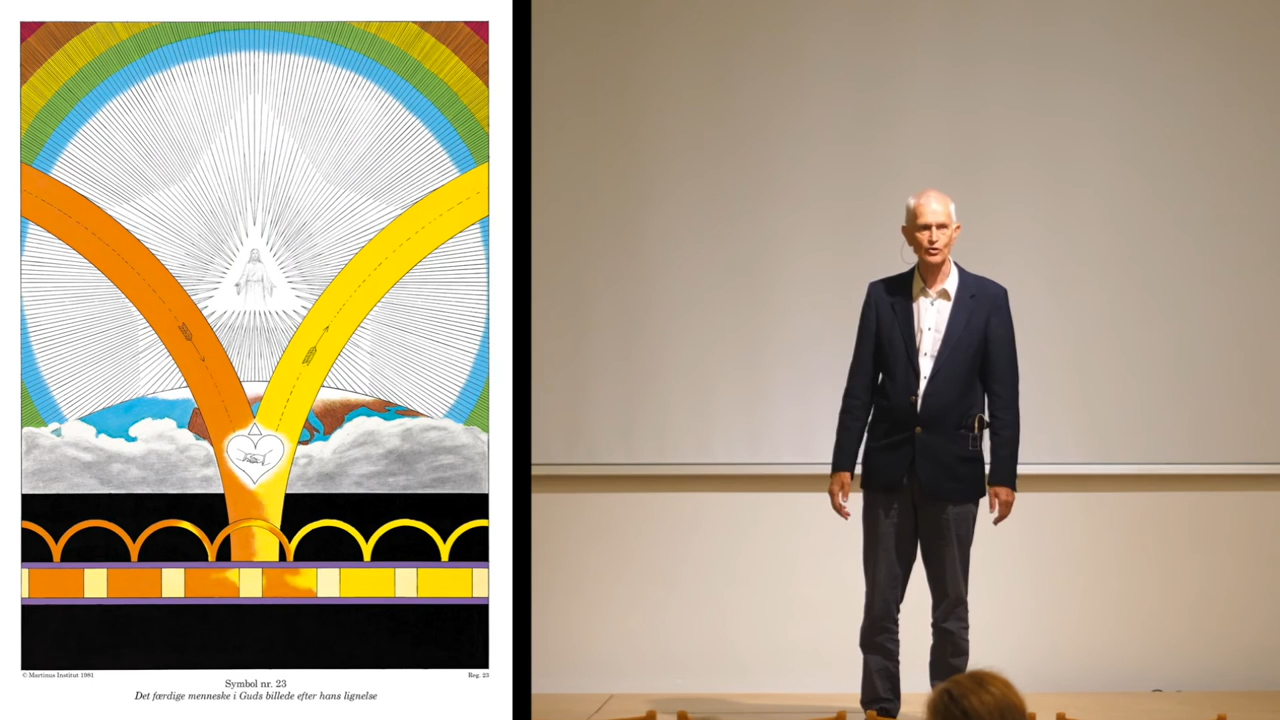 © Martinus Institut 1981
Reg. 23
Symbol nr. 23
Det færdige menneske i Guds billede efter hans lignelse